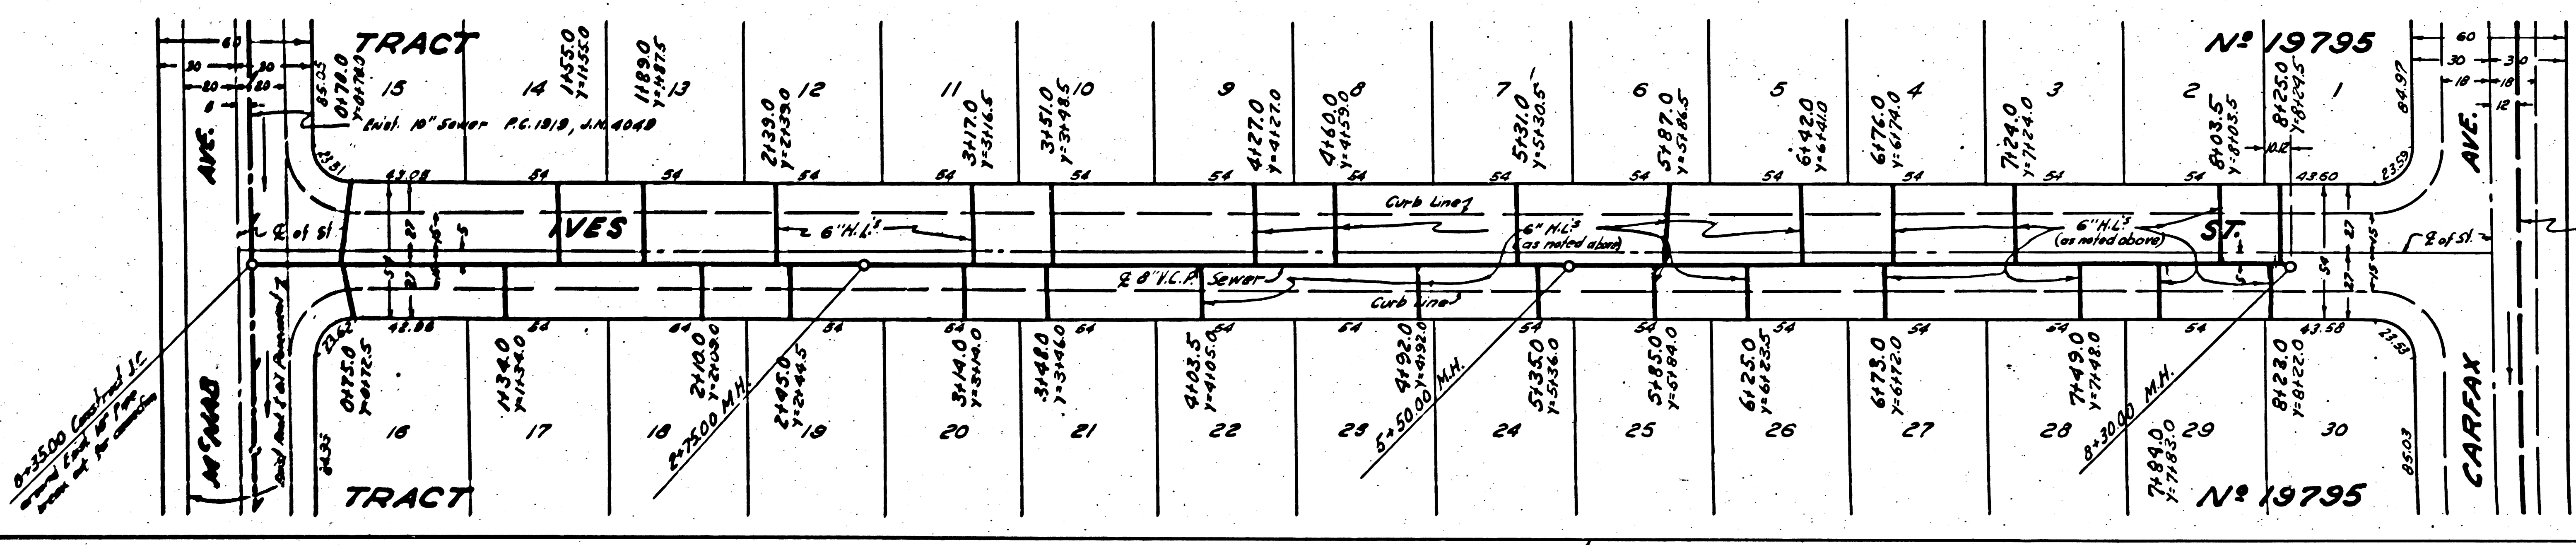 TRACT
Nº 19795
60
30
30
20
20
6
85.05
0+70.0
y=0+70.0
15
14
1+55.0
y=1+55.0
1+89.0
y=1+87.5
13
12
2+39.0
y=2+39.0
11
3+17.0
y=3+16.5
3+51.0
y=3+48.5
10
9
4+27.0
y=4+27.0
4+60.0
y=4+59.0
8
7
5+31.0
y=5+30.5
6
5+87.0
y=5+86.5
5
6+42.0
y=6+41.0
6+76.0
y=6+74.0
4
7+24.0
y=7+24.0
3
2
8+03.5
y=8+03.5
8+25.0
y=8+24.5
10.12
1
84.97
60
30
30
18
18
12
Exist. 10" Sewer P.C. 1919, J.N. 4049
AVE.
AVE.
23.51
43.08
54
54
54
54
54
54
54
54
54
54
54
54
54
43.60
23.59
Curb Line
℄ of st.
IVES
6" H.L.'s
6" H.L.'s
(as noted above)
6" H.L.'s
(as noted above)
ST.
℄ of st.
54
27
27
15
5
5
54
27
27
15
15
℄ 8" V.C.P. Sewer
Curb Line
23.62
54
54
54
54
54
54
54
54
54
54
54
54
54
43.58
23.53
0+75.0
y=0+72.5
1+34.0
y=1+34.0
2+10.0
y=2+09.0
2+75.00 M.H.
2+45.0
y=2+44.5
3+14.0
y=3+14.0
3+48.0
y=3+46.0
4+03.5
y=4+05.0
4+92.0
y=4+92.0
5+50.00 M.H.
5+35.0
y=5+36.0
5+85.0
y=5+84.0
6+25.0
y=6+23.5
6+73.0
y=6+72.0
7+49.0
y=7+48.0
8+30.00 M.H.
7+84.0
y=7+83.0
8+23.0
y=8+22.0
16
17
18
19
20
21
22
23
24
25
26
27
28
29
30
85.03
0+35.00 Construct J.C.
McNAB
CARFAX
TRACT
Nº 19795